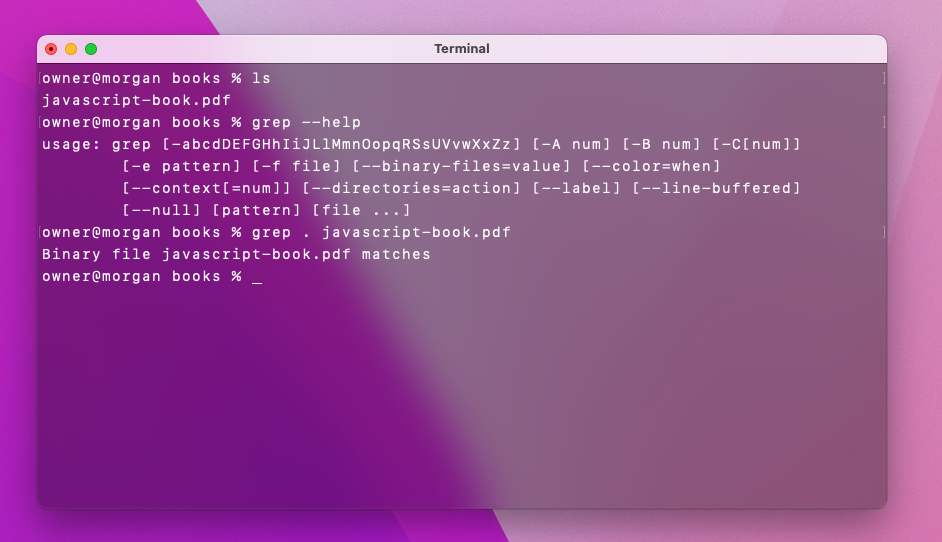 Terminal
[owner@morgan books % ls ]
javascript-book.pdf
[owner@morgan books % grep --help ]
usage: grep [-abcdDEFGHhIiJLlMmnOopqRSsUVvwXxZz] [-A num] [-B num] [-C[num]]
[-e pattern] [-f file] [--binary-files=value] [--color=when]
[--context[=num]] [--directories=action] [--label] [--line-buffered]
[--null] [pattern] [file ...]
[owner@morgan books % grep . javascript-book.pdf ]
Binary file javascript-book.pdf matches
owner@morgan books % _